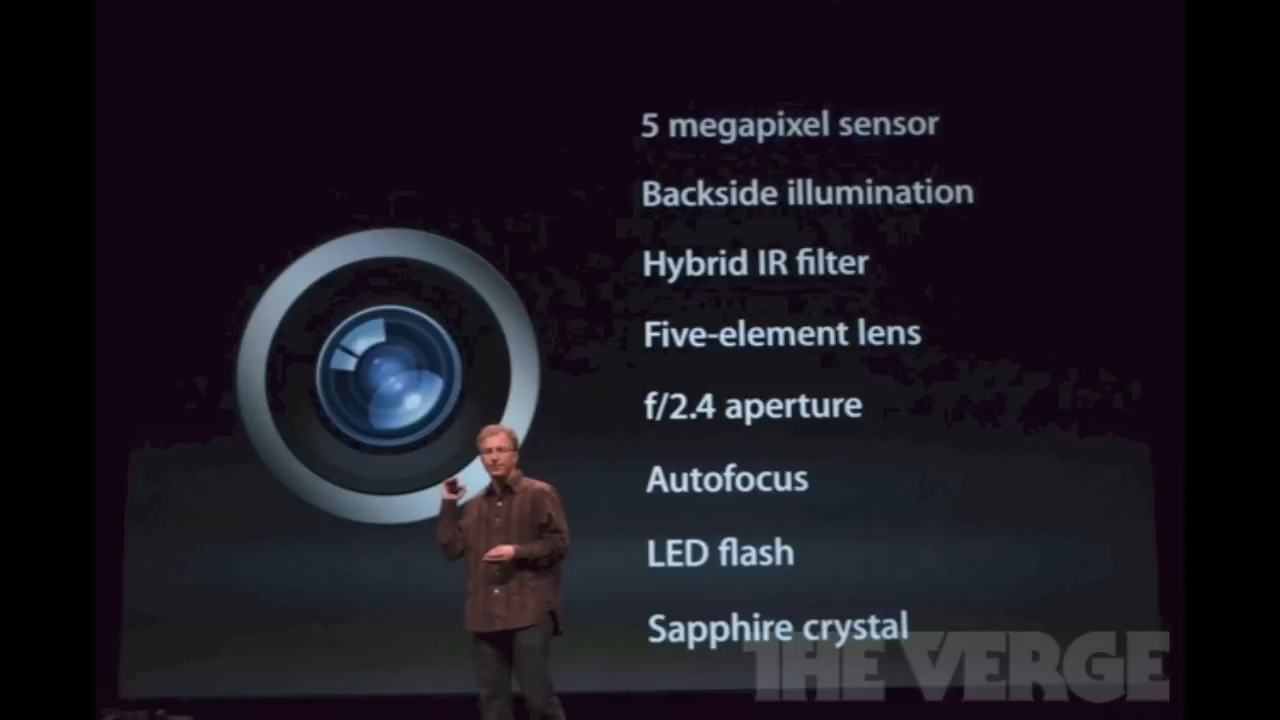 5 megapixel sensor
Backside illumination
Hybrid IR filter
Five-element lens
f/2.4 aperture
Autofocus
LED flash
Sapphire crystal
THE VERGE